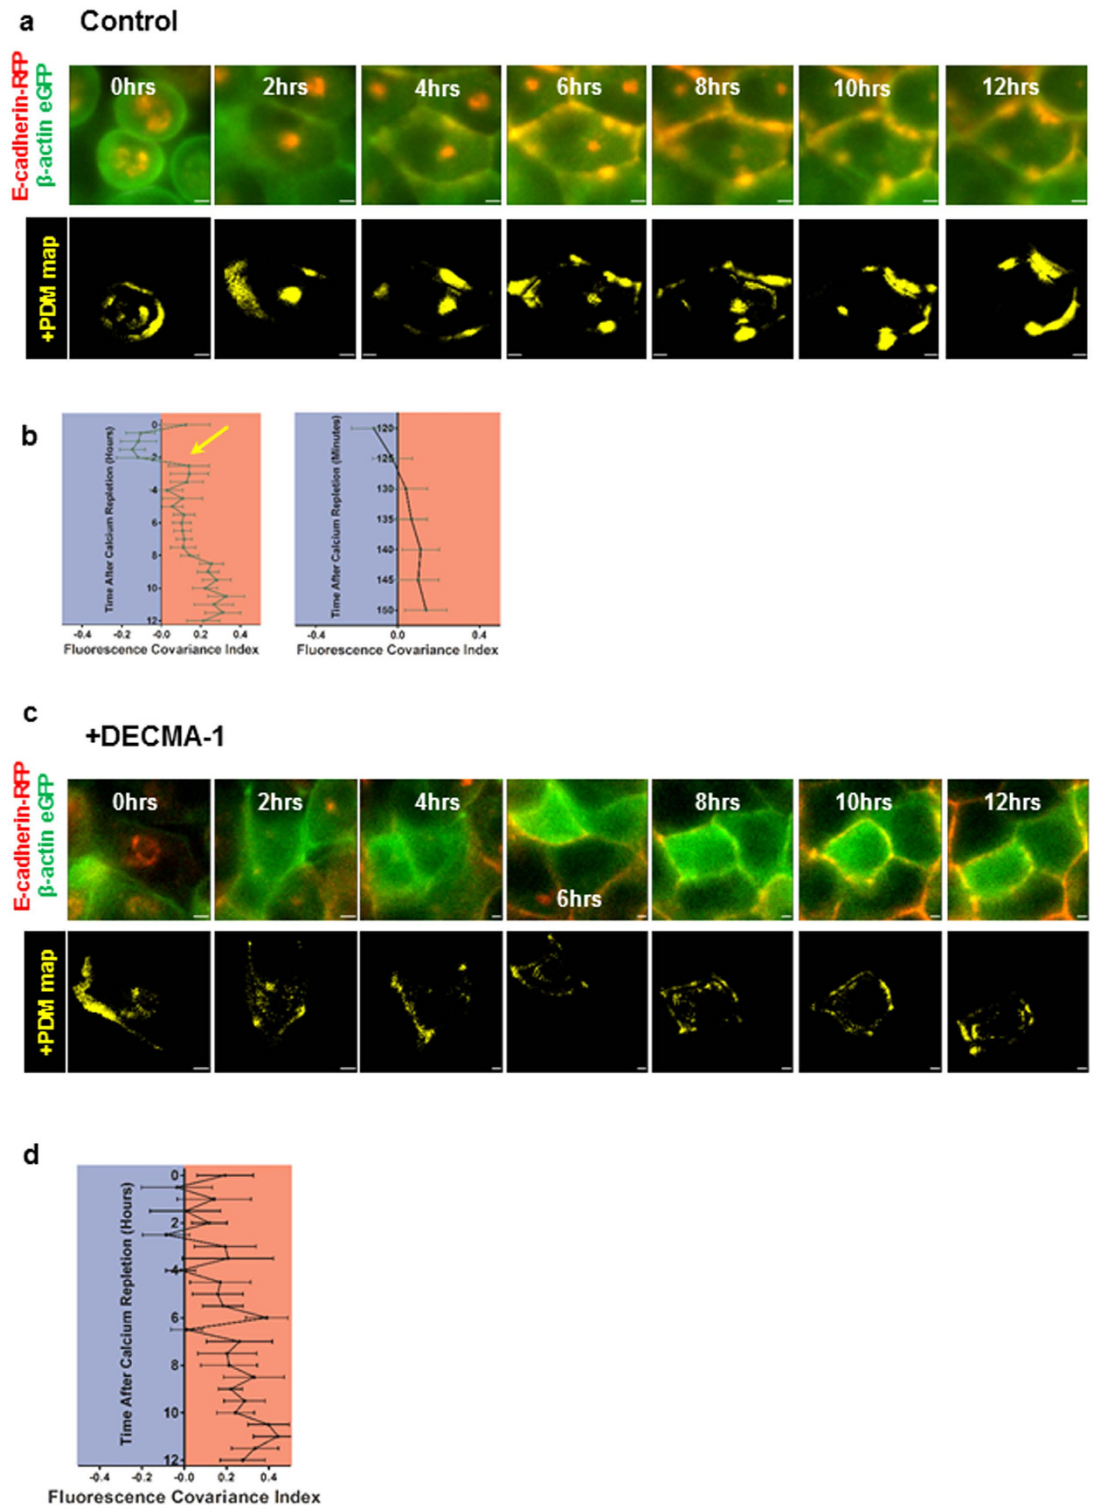 a Control
E-cadherin-RFP
β-actin eGFP
0hrs 2hrs 4hrs 6hrs 8hrs 10hrs 12hrs
+PDM map
b
Time After Calcium Repletion (Hours)
0
2
4
6
8
10
12
-0.4 -0.2 -0.0 0.2 0.4
Fluorescence Covariance Index
Time After Calcium Repletion (Minutes)
120
125
130
135
140
145
150
-0.4 0.0 0.4
Fluorescence Covariance Index
c
+DECMA-1
E-cadherin-RFP
β-actin eGFP
0hrs 2hrs 4hrs 6hrs 8hrs 10hrs 12hrs
+PDM map
d
Time After Calcium Repletion (Hours)
0
2
4
6
8
10
12
-0.4 -0.2 -0.0 0.2 0.4
Fluorescence Covariance Index